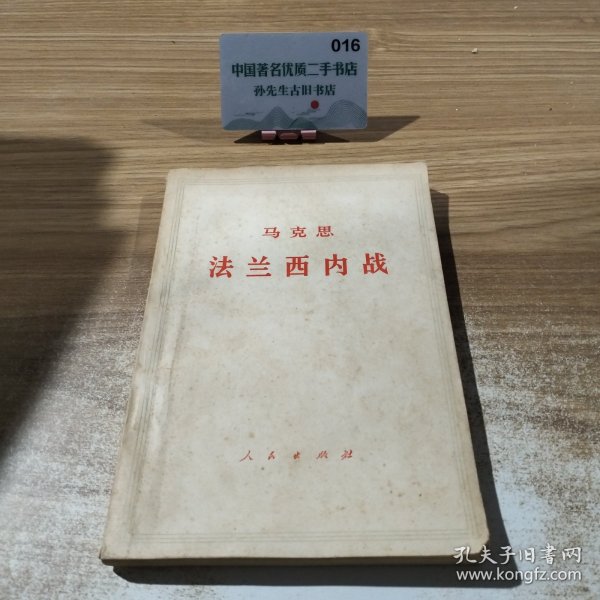 016
中国著名优质二手书店
孙先生古旧书店
马克思
法兰西内战
人民出版社
孔夫子旧书网
www.kongfz.com